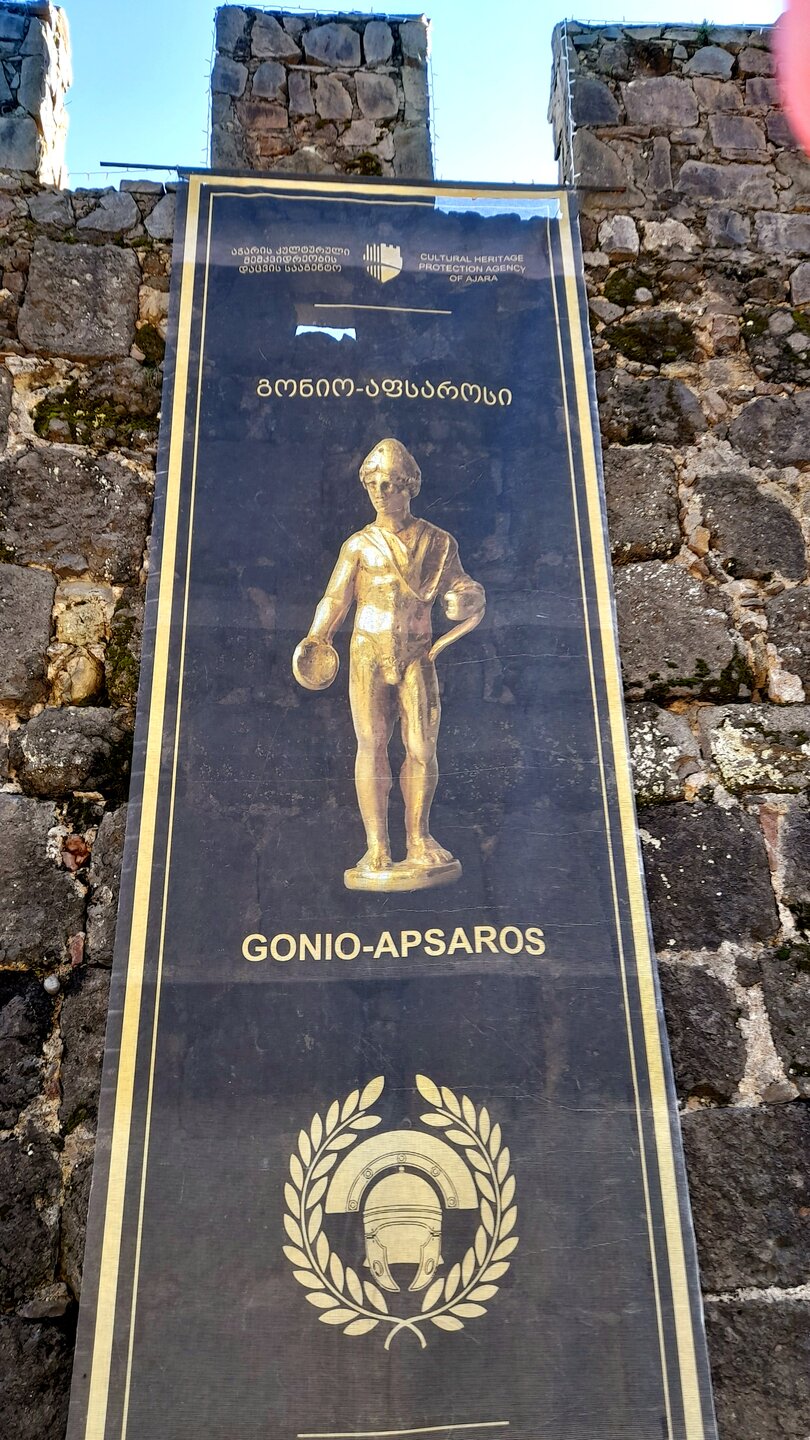 აჭარის კულტურული
მემკვიდრეობის
დაცვის სააგენტო
CULTURAL HERITAGE
PROTECTION AGENCY
OF AJARA
გონიო-აფსაროსი
GONIO-APSAROS